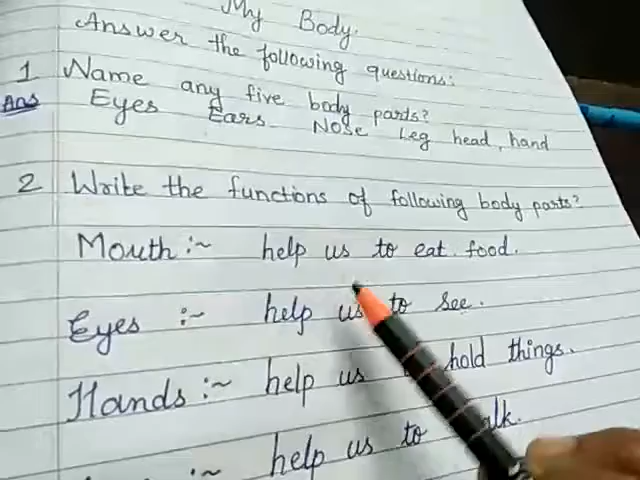 My Body.
Answer the following questions:
1 Name any five body parts?
Ans Eyes Ears Nose Leg head, hand
2 Write the functions of following body parts?
Mouth :~ help us to eat food.
Eyes :~ help us to see.
Hands :~ help us hold things.
:~ help us to